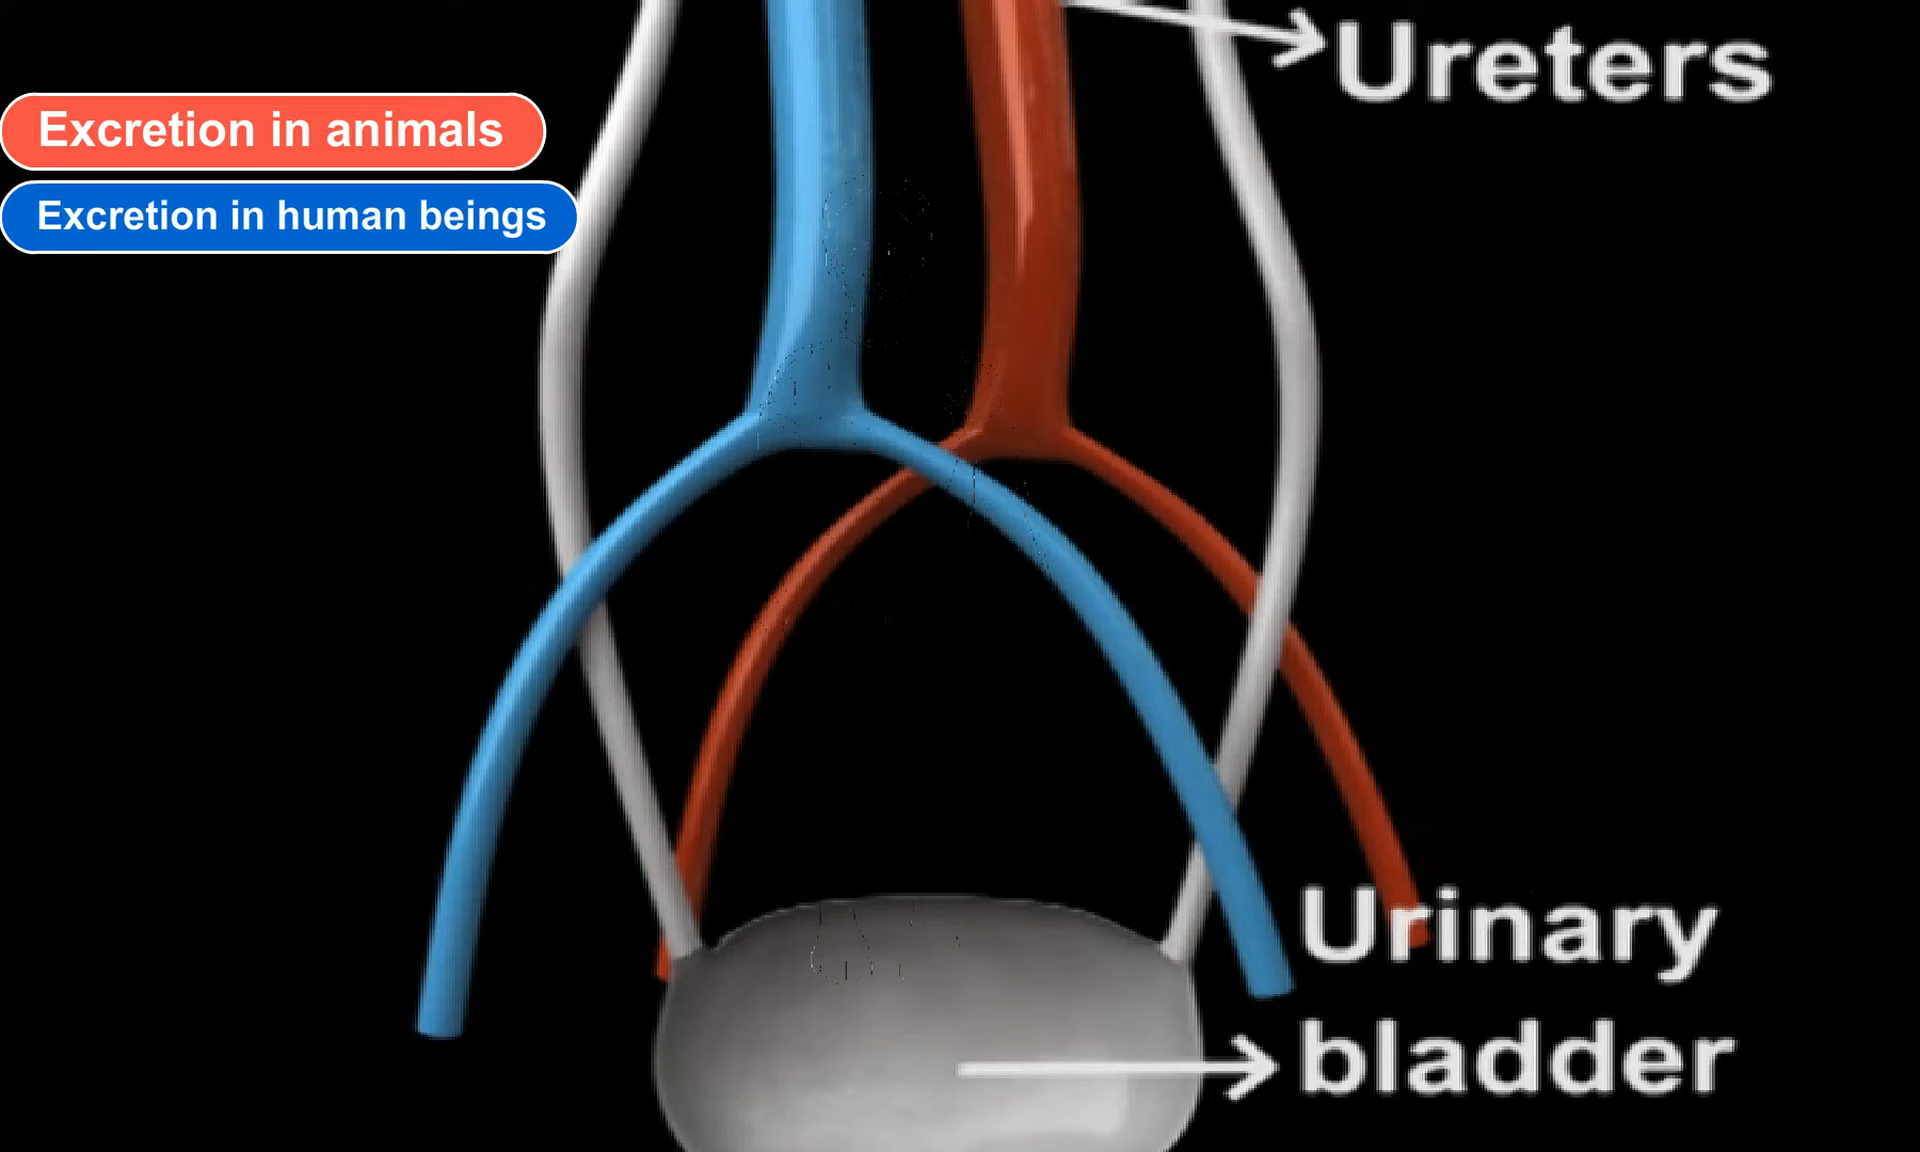 Ureters
Excretion in animals
Excretion in human beings
Urinary
bladder